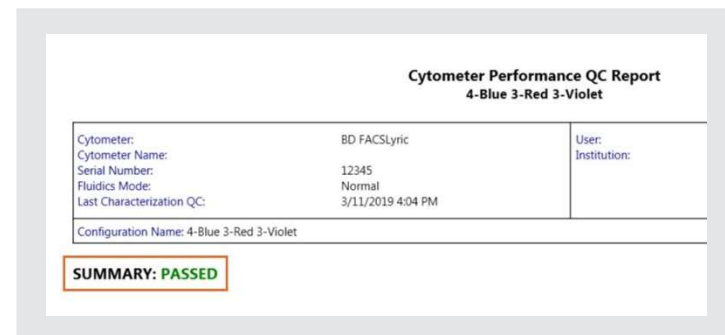 Cytometer Performance QC Report
4-Blue 3-Red 3-Violet
Cytometer: BD FACSLyric User:
Cytometer Name: Institution:
Serial Number: 12345
Fluidics Mode: Normal
Last Characterization QC: 3/11/2019 4:04 PM
Configuration Name: 4-Blue 3-Red 3-Violet
SUMMARY: PASSED